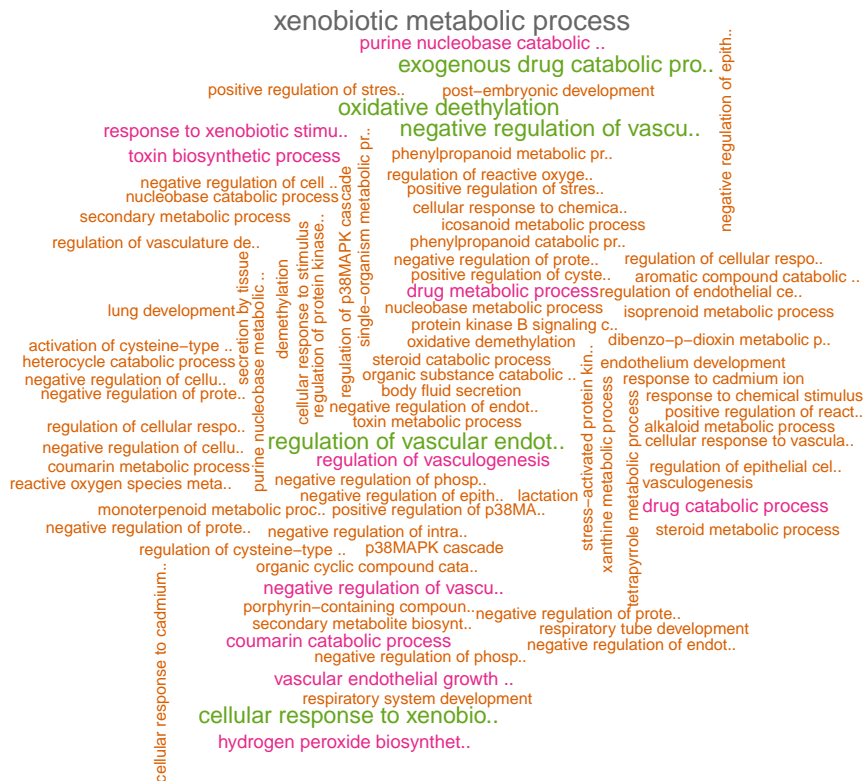 xenobiotic metabolic process
purine nucleobase catabolic ..
exogenous drug catabolic pro..
negative regulation of epith..
positive regulation of stres..
post−embryonic development
oxidative deethylation
response to xenobiotic stimu..
negative regulation of vascu..
toxin biosynthetic process
single−organism metabolic pr..
phenylpropanoid metabolic pr..
negative regulation of cell ..
regulation of reactive oxyge..
nucleobase catabolic process
positive regulation of stres..
regulation of p38MAPK cascade
secondary metabolic process
cellular response to chemica..
icosanoid metabolic process
regulation of vasculature de..
cellular response to stimulus
regulation of protein kinase..
phenylpropanoid catabolic pr..
negative regulation of prote..
regulation of cellular respo..
secretion by tissue
purine nucleobase metabolic ..
demethylation
positive regulation of cyste..
aromatic compound catabolic ..
drug metabolic process
regulation of endothelial ce..
lung development
nucleobase metabolic process
isoprenoid metabolic process
protein kinase B signaling c..
activation of cysteine−type ..
oxidative demethylation
dibenzo−p−dioxin metabolic p..
heterocycle catabolic process
steroid catabolic process
endothelium development
negative regulation of cellu..
organic substance catabolic ..
stress−activated protein kin..
xanthine metabolic process
tetrapyrrole metabolic process
response to cadmium ion
negative regulation of prote..
body fluid secretion
response to chemical stimulus
negative regulation of endot..
positive regulation of react..
regulation of cellular respo..
toxin metabolic process
alkaloid metabolic process
negative regulation of cellu..
regulation of vascular endot..
cellular response to vascula..
coumarin metabolic process
regulation of vasculogenesis
regulation of epithelial cel..
reactive oxygen species meta..
negative regulation of phosp..
vasculogenesis
negative regulation of epith..
lactation
monoterpenoid metabolic proc..
positive regulation of p38MA..
drug catabolic process
negative regulation of prote..
negative regulation of intra..
steroid metabolic process
regulation of cysteine−type ..
p38MAPK cascade
cellular response to cadmium..
organic cyclic compound cata..
negative regulation of vascu..
porphyrin−containing compoun..
negative regulation of prote..
secondary metabolite biosynt..
respiratory tube development
coumarin catabolic process
negative regulation of endot..
negative regulation of phosp..
vascular endothelial growth ..
respiratory system development
cellular response to xenobio..
hydrogen peroxide biosynthet..